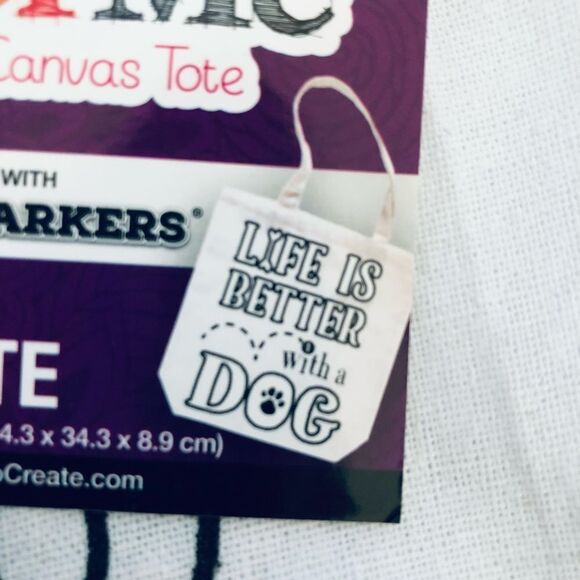 Me
Canvas Tote
WITH
ARKERS®
LIFE IS
BETTER
with a
DOG
TE
4.3 x 34.3 x 8.9 cm)
oCreate.com